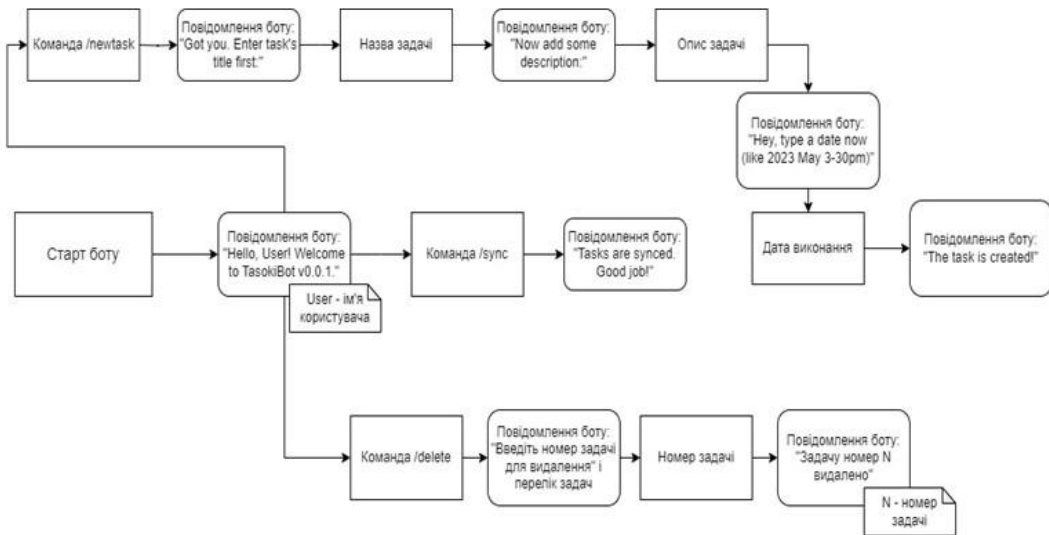 Команда /newtask
Повідомлення боту:
"Got you. Enter task's
title first:"
Назва задачі
Повідомлення боту:
"Now add some
description:"
Опис задачі
Повідомлення боту:
"Hey, type a date now
(like 2023 May 3-30pm)"
Старт боту
Повідомлення боту:
"Hello, User! Welcome
to TasokiBot v0.0.1."
User - ім'я
користувача
Команда /sync
Повідомлення боту:
"Tasks are synced.
Good job!"
Дата виконання
Повідомлення боту:
"The task is created!"
Команда /delete
Повідомлення боту:
"Введіть номер задачі
для видалення" і
перелік задач
Номер задачі
Повідомлення боту:
"Задачу номер N
видалено"
N - номер
задачі